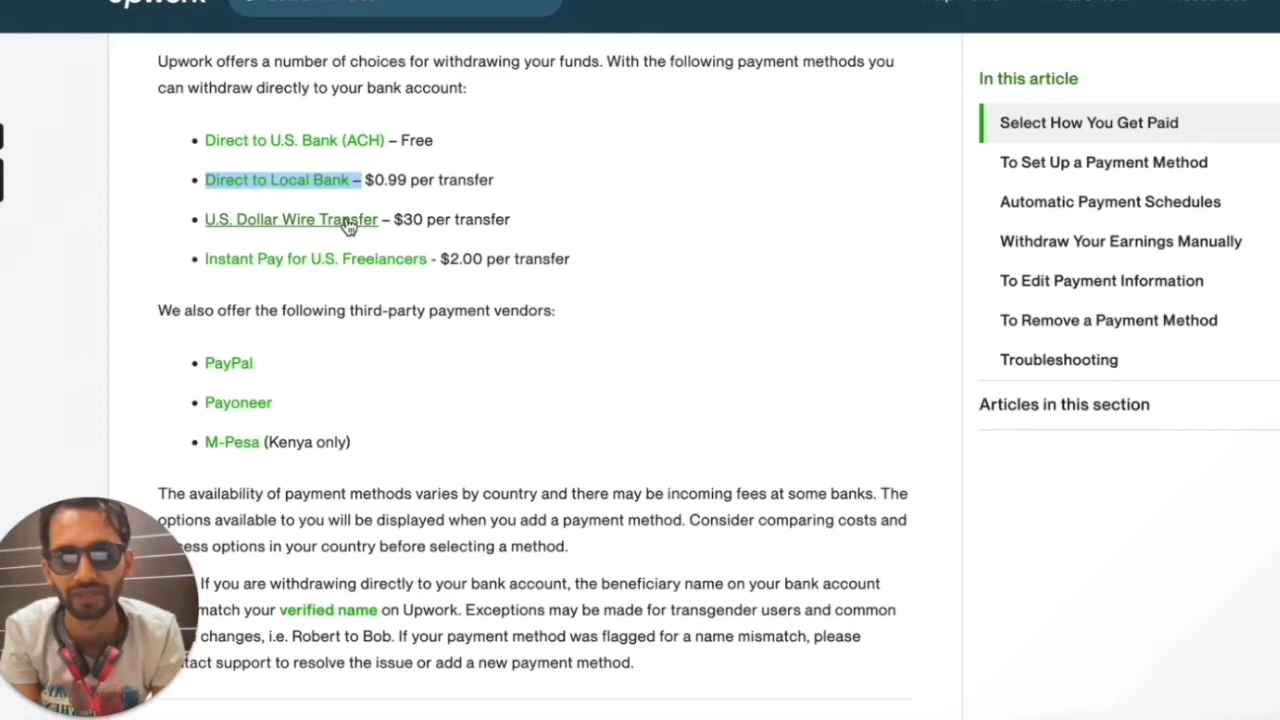 Upwork offers a number of choices for withdrawing your funds. With the following payment methods you
can withdraw directly to your bank account:
• Direct to U.S. Bank (ACH) – Free
• Direct to Local Bank – $0.99 per transfer
• U.S. Dollar Wire Transfer – $30 per transfer
• Instant Pay for U.S. Freelancers - $2.00 per transfer
We also offer the following third-party payment vendors:
• PayPal
• Payoneer
• M-Pesa (Kenya only)
The availability of payment methods varies by country and there may be incoming fees at some banks. The
options available to you will be displayed when you add a payment method. Consider comparing costs and
options in your country before selecting a method.
If you are withdrawing directly to your bank account, the beneficiary name on your bank account
match your verified name on Upwork. Exceptions may be made for transgender users and common
changes, i.e. Robert to Bob. If your payment method was flagged for a name mismatch, please
support to resolve the issue or add a new payment method.
In this article
Select How You Get Paid
To Set Up a Payment Method
Automatic Payment Schedules
Withdraw Your Earnings Manually
To Edit Payment Information
To Remove a Payment Method
Troubleshooting
Articles in this section